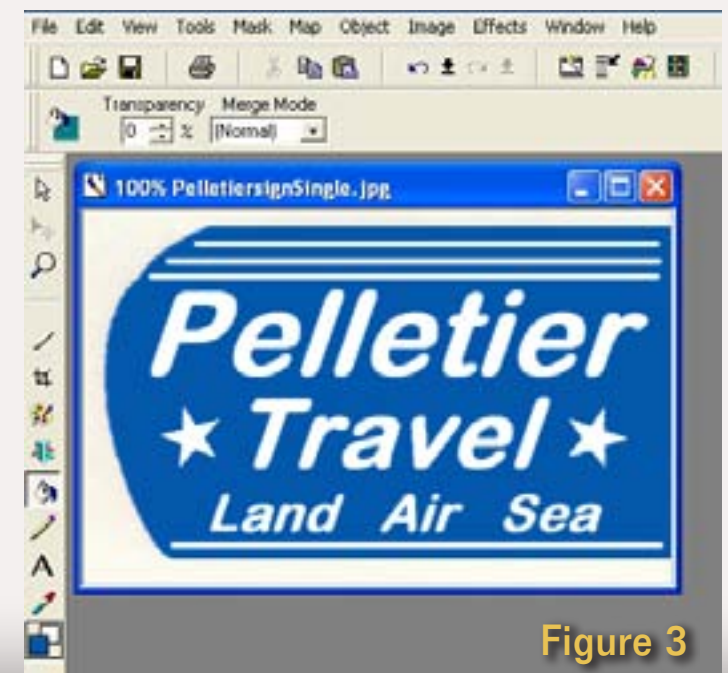 File Edit View Tools Mask Map Object Image Effects Window Help
Transparency Merge Mode
0 % (Normal)
100% PelletiersignSingle.jpg
Pelletier
Travel
Land Air Sea
A
Figure 3